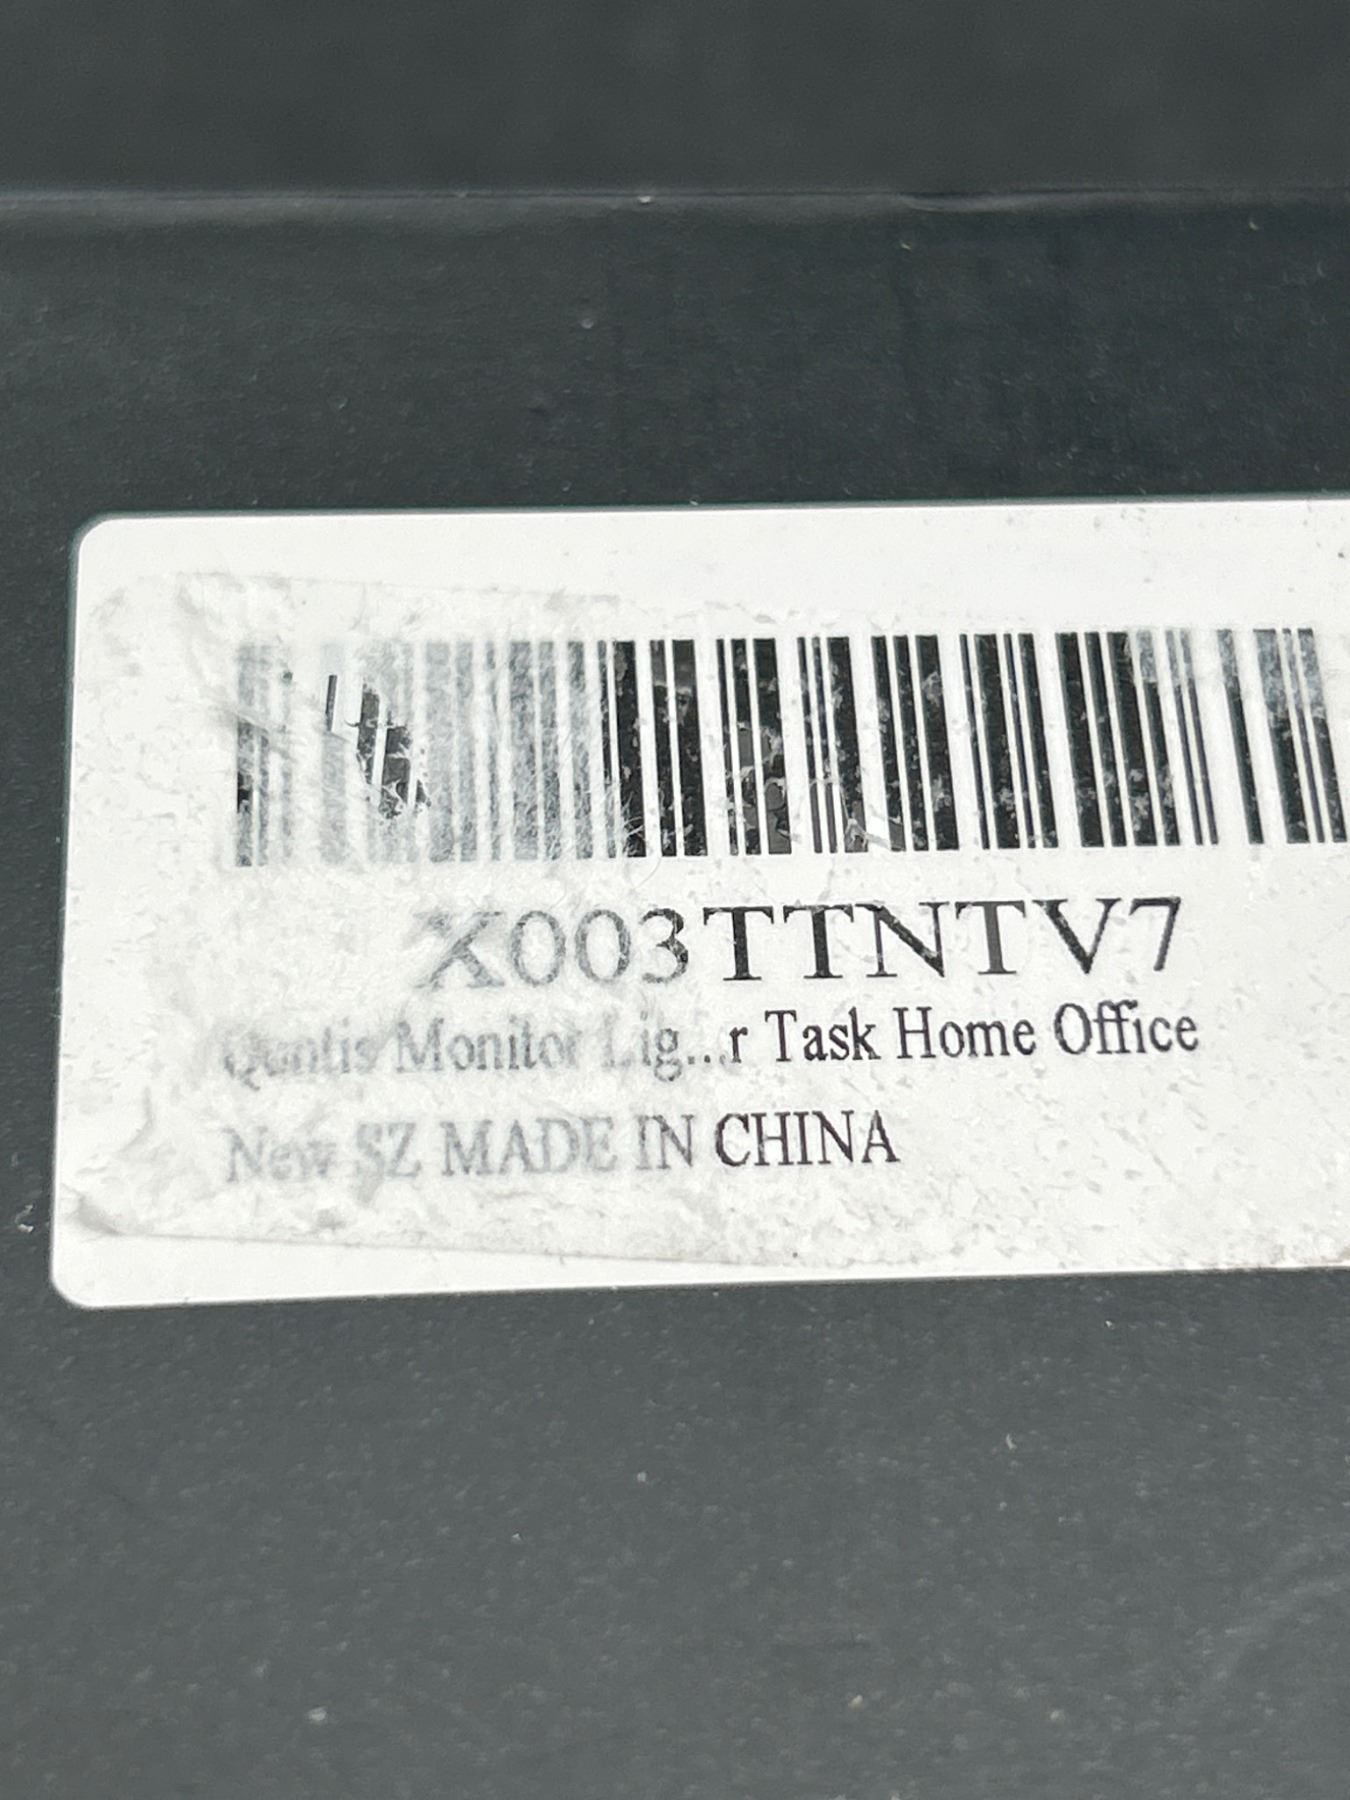 X003TTNTV7
Quntis Monitor Lig...r Task Home Office
New SZ MADE IN CHINA